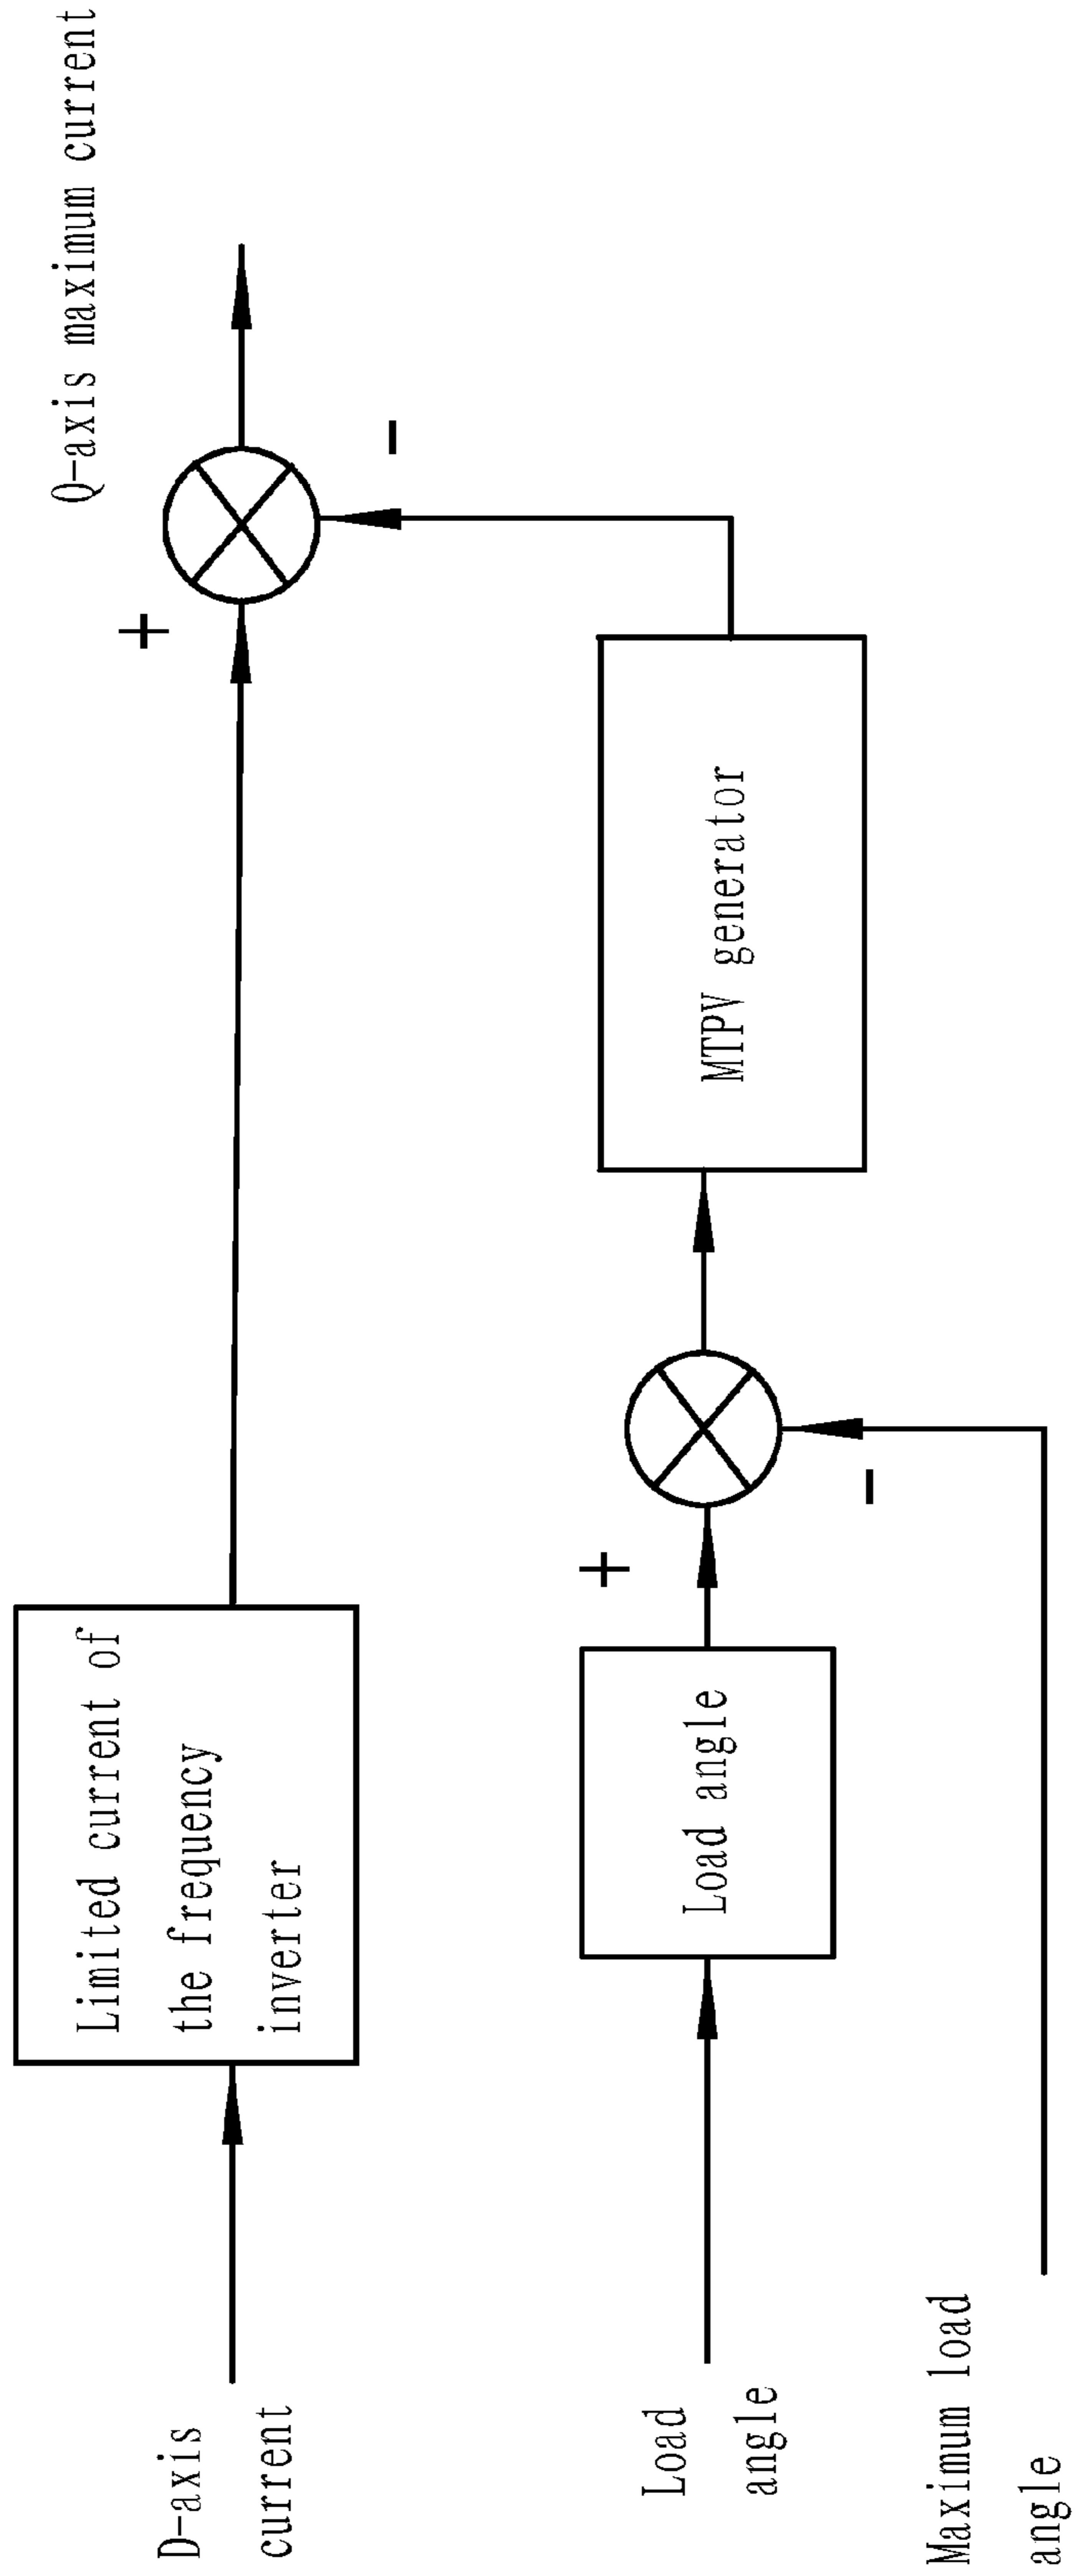 D-axis
current
Limited current of
the frequency
inverter
+
-
Q-axis maximum current
Load
angle
Load angle
+
-
MTPV generator
Maximum load
angle